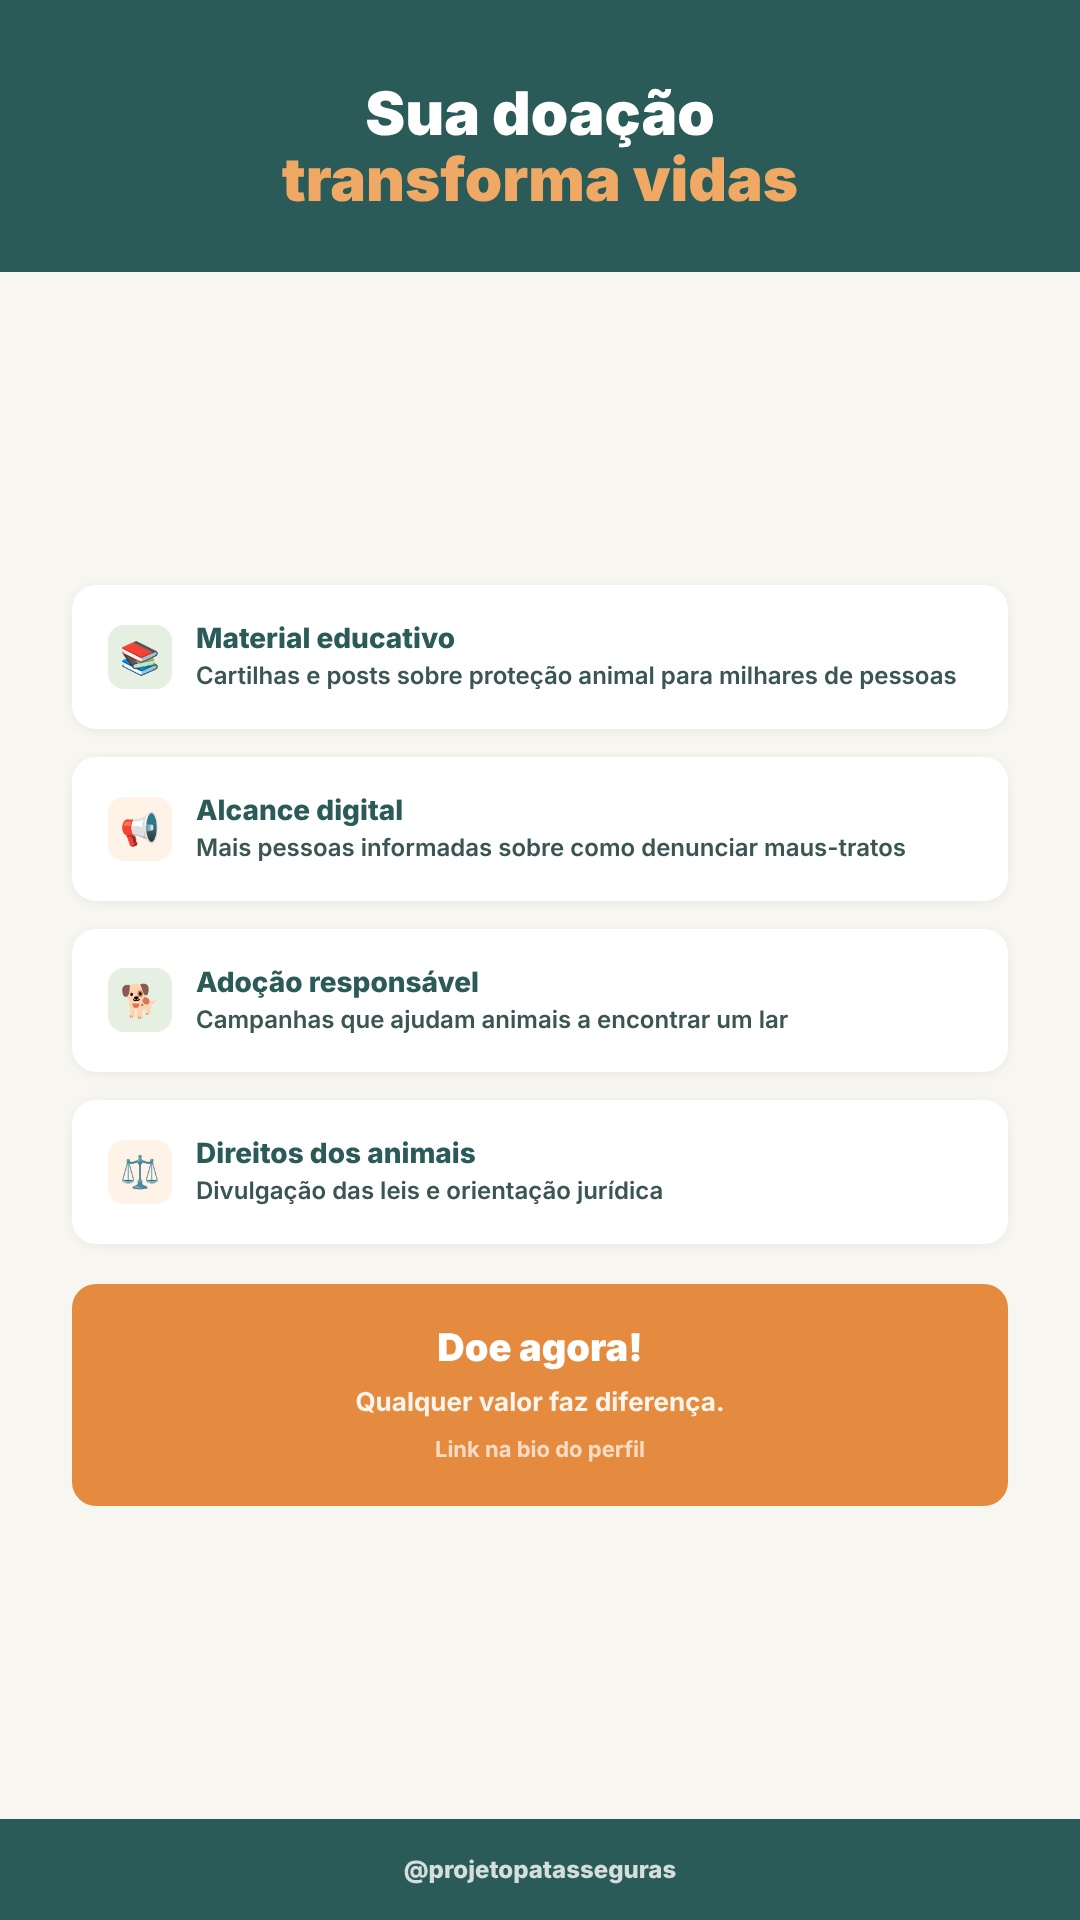 Sua doação
transforma vidas
Material educativo
Cartilhas e posts sobre proteção animal para milhares de pessoas
Alcance digital
Mais pessoas informadas sobre como denunciar maus-tratos
Adoção responsável
Campanhas que ajudam animais a encontrar um lar
Direitos dos animais
Divulgação das leis e orientação jurídica
Doe agora!
Qualquer valor faz diferença.
Link na bio do perfil
@projetopatasseguras